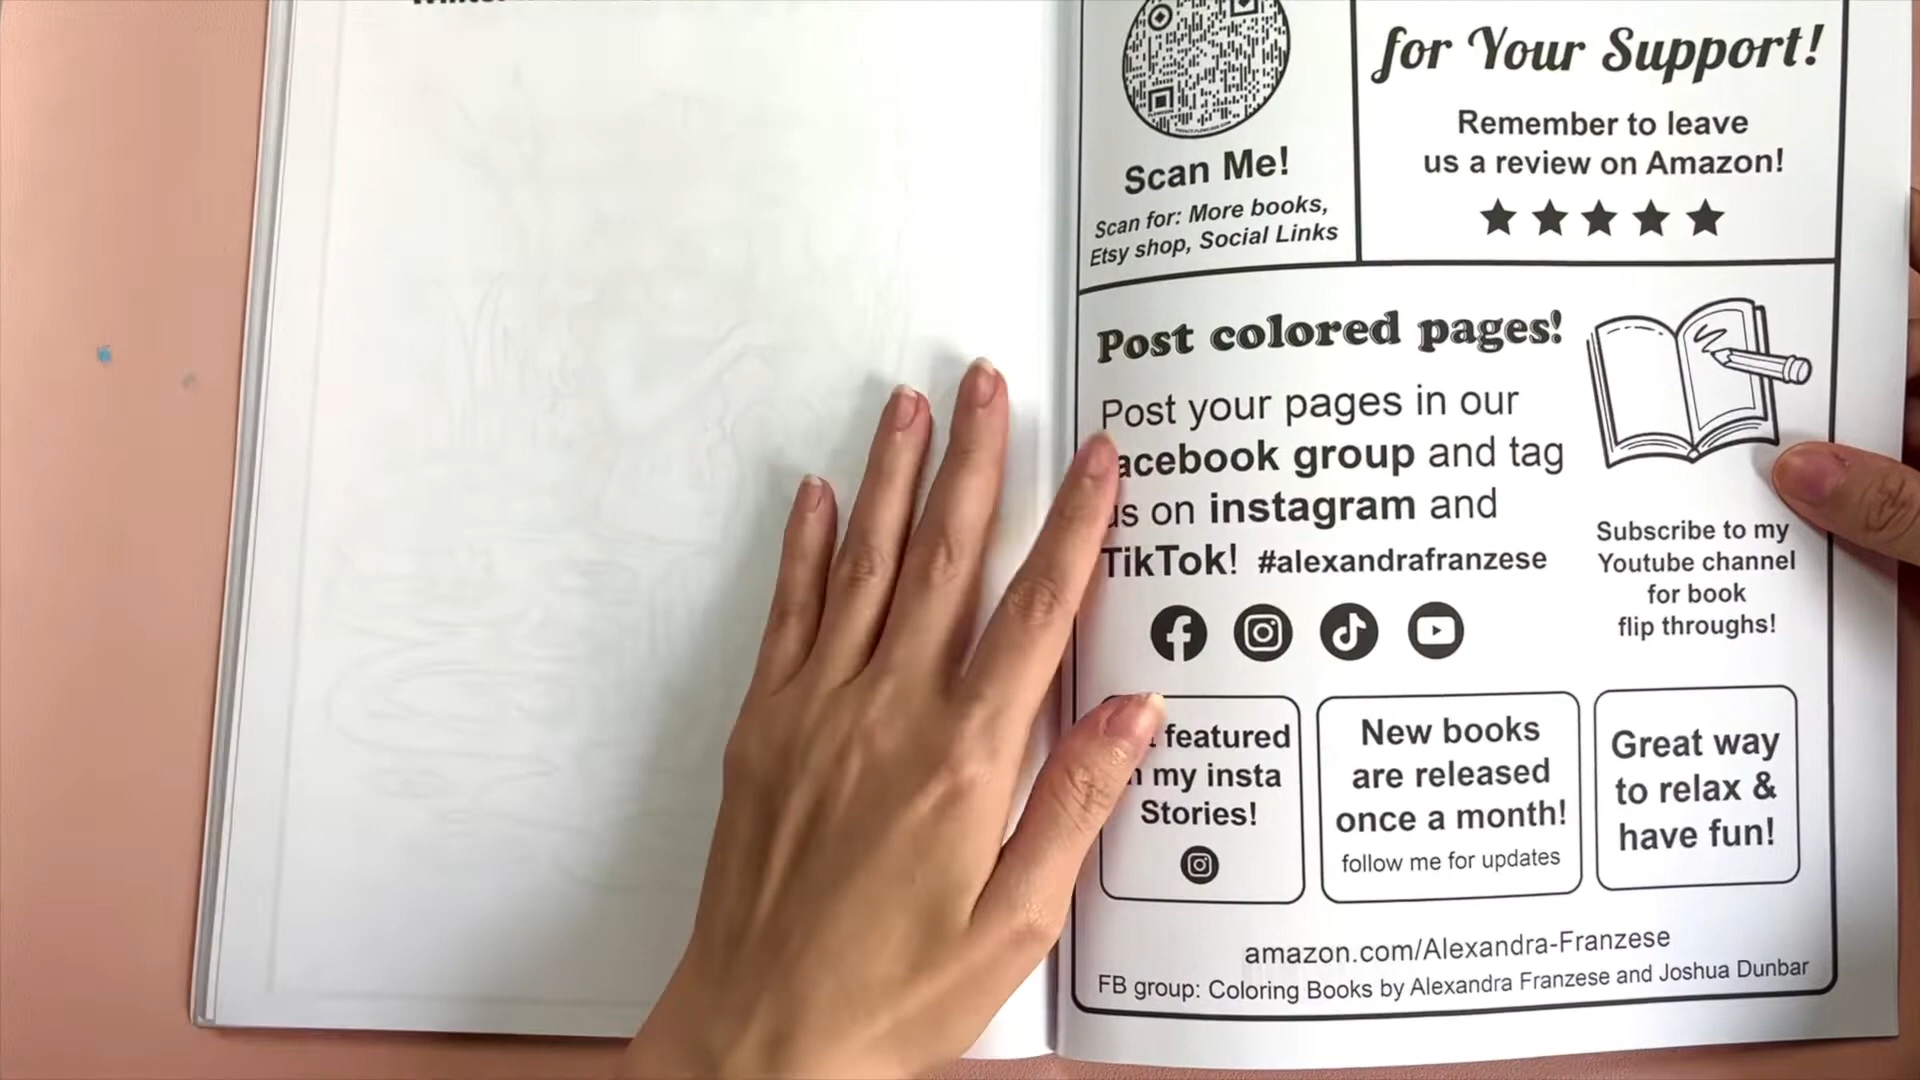 for Your Support!
Remember to leave
us a review on Amazon!
Scan Me!
Scan for: More books,
Etsy shop, Social Links
Post colored pages!
Post your pages in our
acebook group and tag
us on instagram and
TikTok! #alexandrafranzese
Subscribe to my
Youtube channel
for book
flip throughs!
featured
my insta
Stories!
New books
are released
once a month!
follow me for updates
Great way
to relax &
have fun!
amazon.com/Alexandra-Franzese
FB group: Coloring Books by Alexandra Franzese and Joshua Dunbar